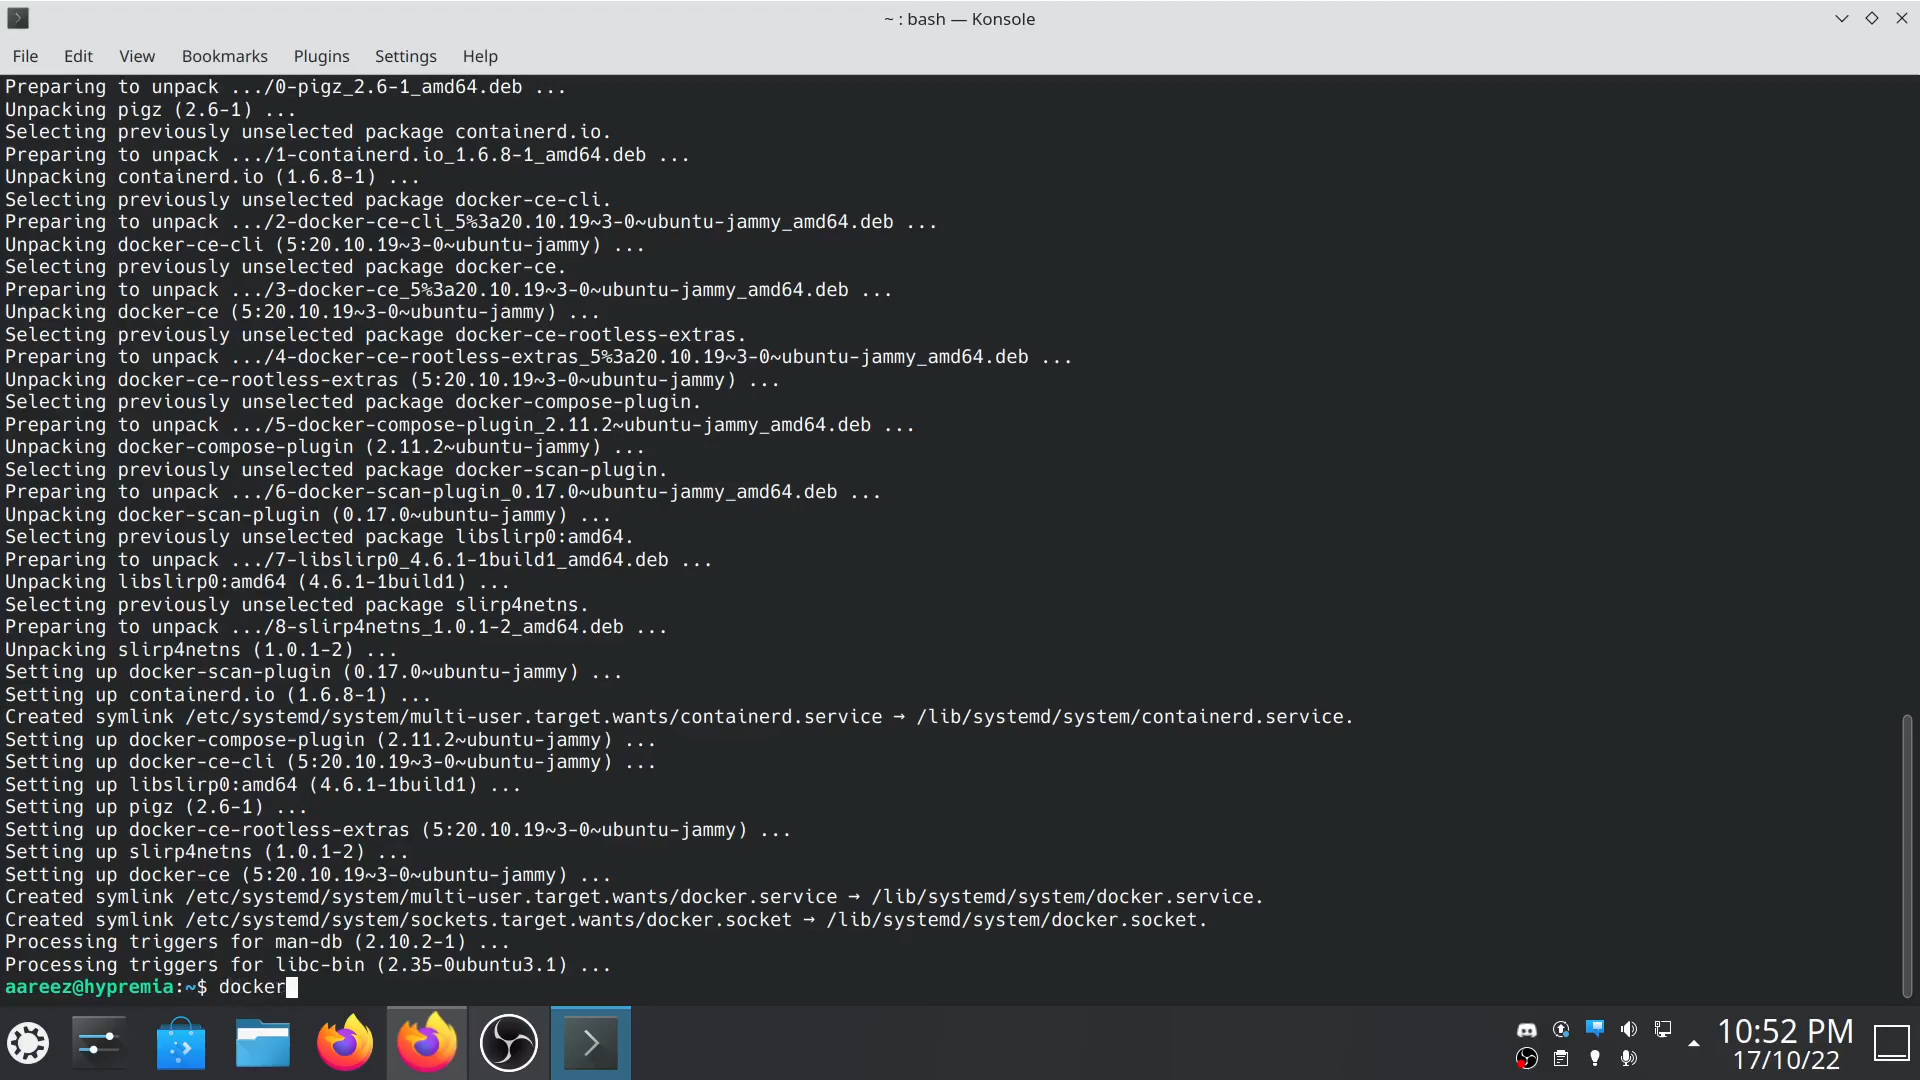 ~ : bash — Konsole
File Edit View Bookmarks Plugins Settings Help
Preparing to unpack .../0-pigz_2.6-1_amd64.deb ...
Unpacking pigz (2.6-1) ...
Selecting previously unselected package containerd.io.
Preparing to unpack .../1-containerd.io_1.6.8-1_amd64.deb ...
Unpacking containerd.io (1.6.8-1) ...
Selecting previously unselected package docker-ce-cli.
Preparing to unpack .../2-docker-ce-cli_5%3a20.10.19~3-0~ubuntu-jammy_amd64.deb ...
Unpacking docker-ce-cli (5:20.10.19~3-0~ubuntu-jammy) ...
Selecting previously unselected package docker-ce.
Preparing to unpack .../3-docker-ce_5%3a20.10.19~3-0~ubuntu-jammy_amd64.deb ...
Unpacking docker-ce (5:20.10.19~3-0~ubuntu-jammy) ...
Selecting previously unselected package docker-ce-rootless-extras.
Preparing to unpack .../4-docker-ce-rootless-extras_5%3a20.10.19~3-0~ubuntu-jammy_amd64.deb ...
Unpacking docker-ce-rootless-extras (5:20.10.19~3-0~ubuntu-jammy) ...
Selecting previously unselected package docker-compose-plugin.
Preparing to unpack .../5-docker-compose-plugin_2.11.2~ubuntu-jammy_amd64.deb ...
Unpacking docker-compose-plugin (2.11.2~ubuntu-jammy) ...
Selecting previously unselected package docker-scan-plugin.
Preparing to unpack .../6-docker-scan-plugin_0.17.0~ubuntu-jammy_amd64.deb ...
Unpacking docker-scan-plugin (0.17.0~ubuntu-jammy) ...
Selecting previously unselected package libslirp0:amd64.
Preparing to unpack .../7-libslirp0_4.6.1-1build1_amd64.deb ...
Unpacking libslirp0:amd64 (4.6.1-1build1) ...
Selecting previously unselected package slirp4netns.
Preparing to unpack .../8-slirp4netns_1.0.1-2_amd64.deb ...
Unpacking slirp4netns (1.0.1-2) ...
Setting up docker-scan-plugin (0.17.0~ubuntu-jammy) ...
Setting up containerd.io (1.6.8-1) ...
Created symlink /etc/systemd/system/multi-user.target.wants/containerd.service → /lib/systemd/system/containerd.service.
Setting up docker-compose-plugin (2.11.2~ubuntu-jammy) ...
Setting up docker-ce-cli (5:20.10.19~3-0~ubuntu-jammy) ...
Setting up libslirp0:amd64 (4.6.1-1build1) ...
Setting up pigz (2.6-1) ...
Setting up docker-ce-rootless-extras (5:20.10.19~3-0~ubuntu-jammy) ...
Setting up slirp4netns (1.0.1-2) ...
Setting up docker-ce (5:20.10.19~3-0~ubuntu-jammy) ...
Created symlink /etc/systemd/system/multi-user.target.wants/docker.service → /lib/systemd/system/docker.service.
Created symlink /etc/systemd/system/sockets.target.wants/docker.socket → /lib/systemd/system/docker.socket.
Processing triggers for man-db (2.10.2-1) ...
Processing triggers for libc-bin (2.35-0ubuntu3.1) ...
aareez@hypremia:~$ docker
10:52 PM
17/10/22